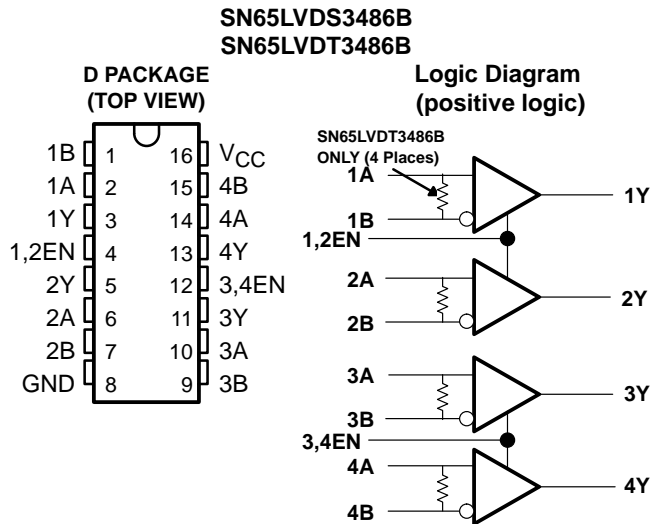 SN65LVDS3486B
SN65LVDT3486B
D PACKAGE
(TOP VIEW)
1B 1 16 VCC
1A 2 15 4B
1Y 3 14 4A
1,2EN 4 13 4Y
2Y 5 12 3,4EN
2A 6 11 3Y
2B 7 10 3A
GND 8 9 3B
Logic Diagram
(positive logic)
SN65LVDT3486B
ONLY (4 Places)
1A
1Y
1B
1,2EN
2A
2Y
2B
3A
3Y
3B
3,4EN
4A
4Y
4B